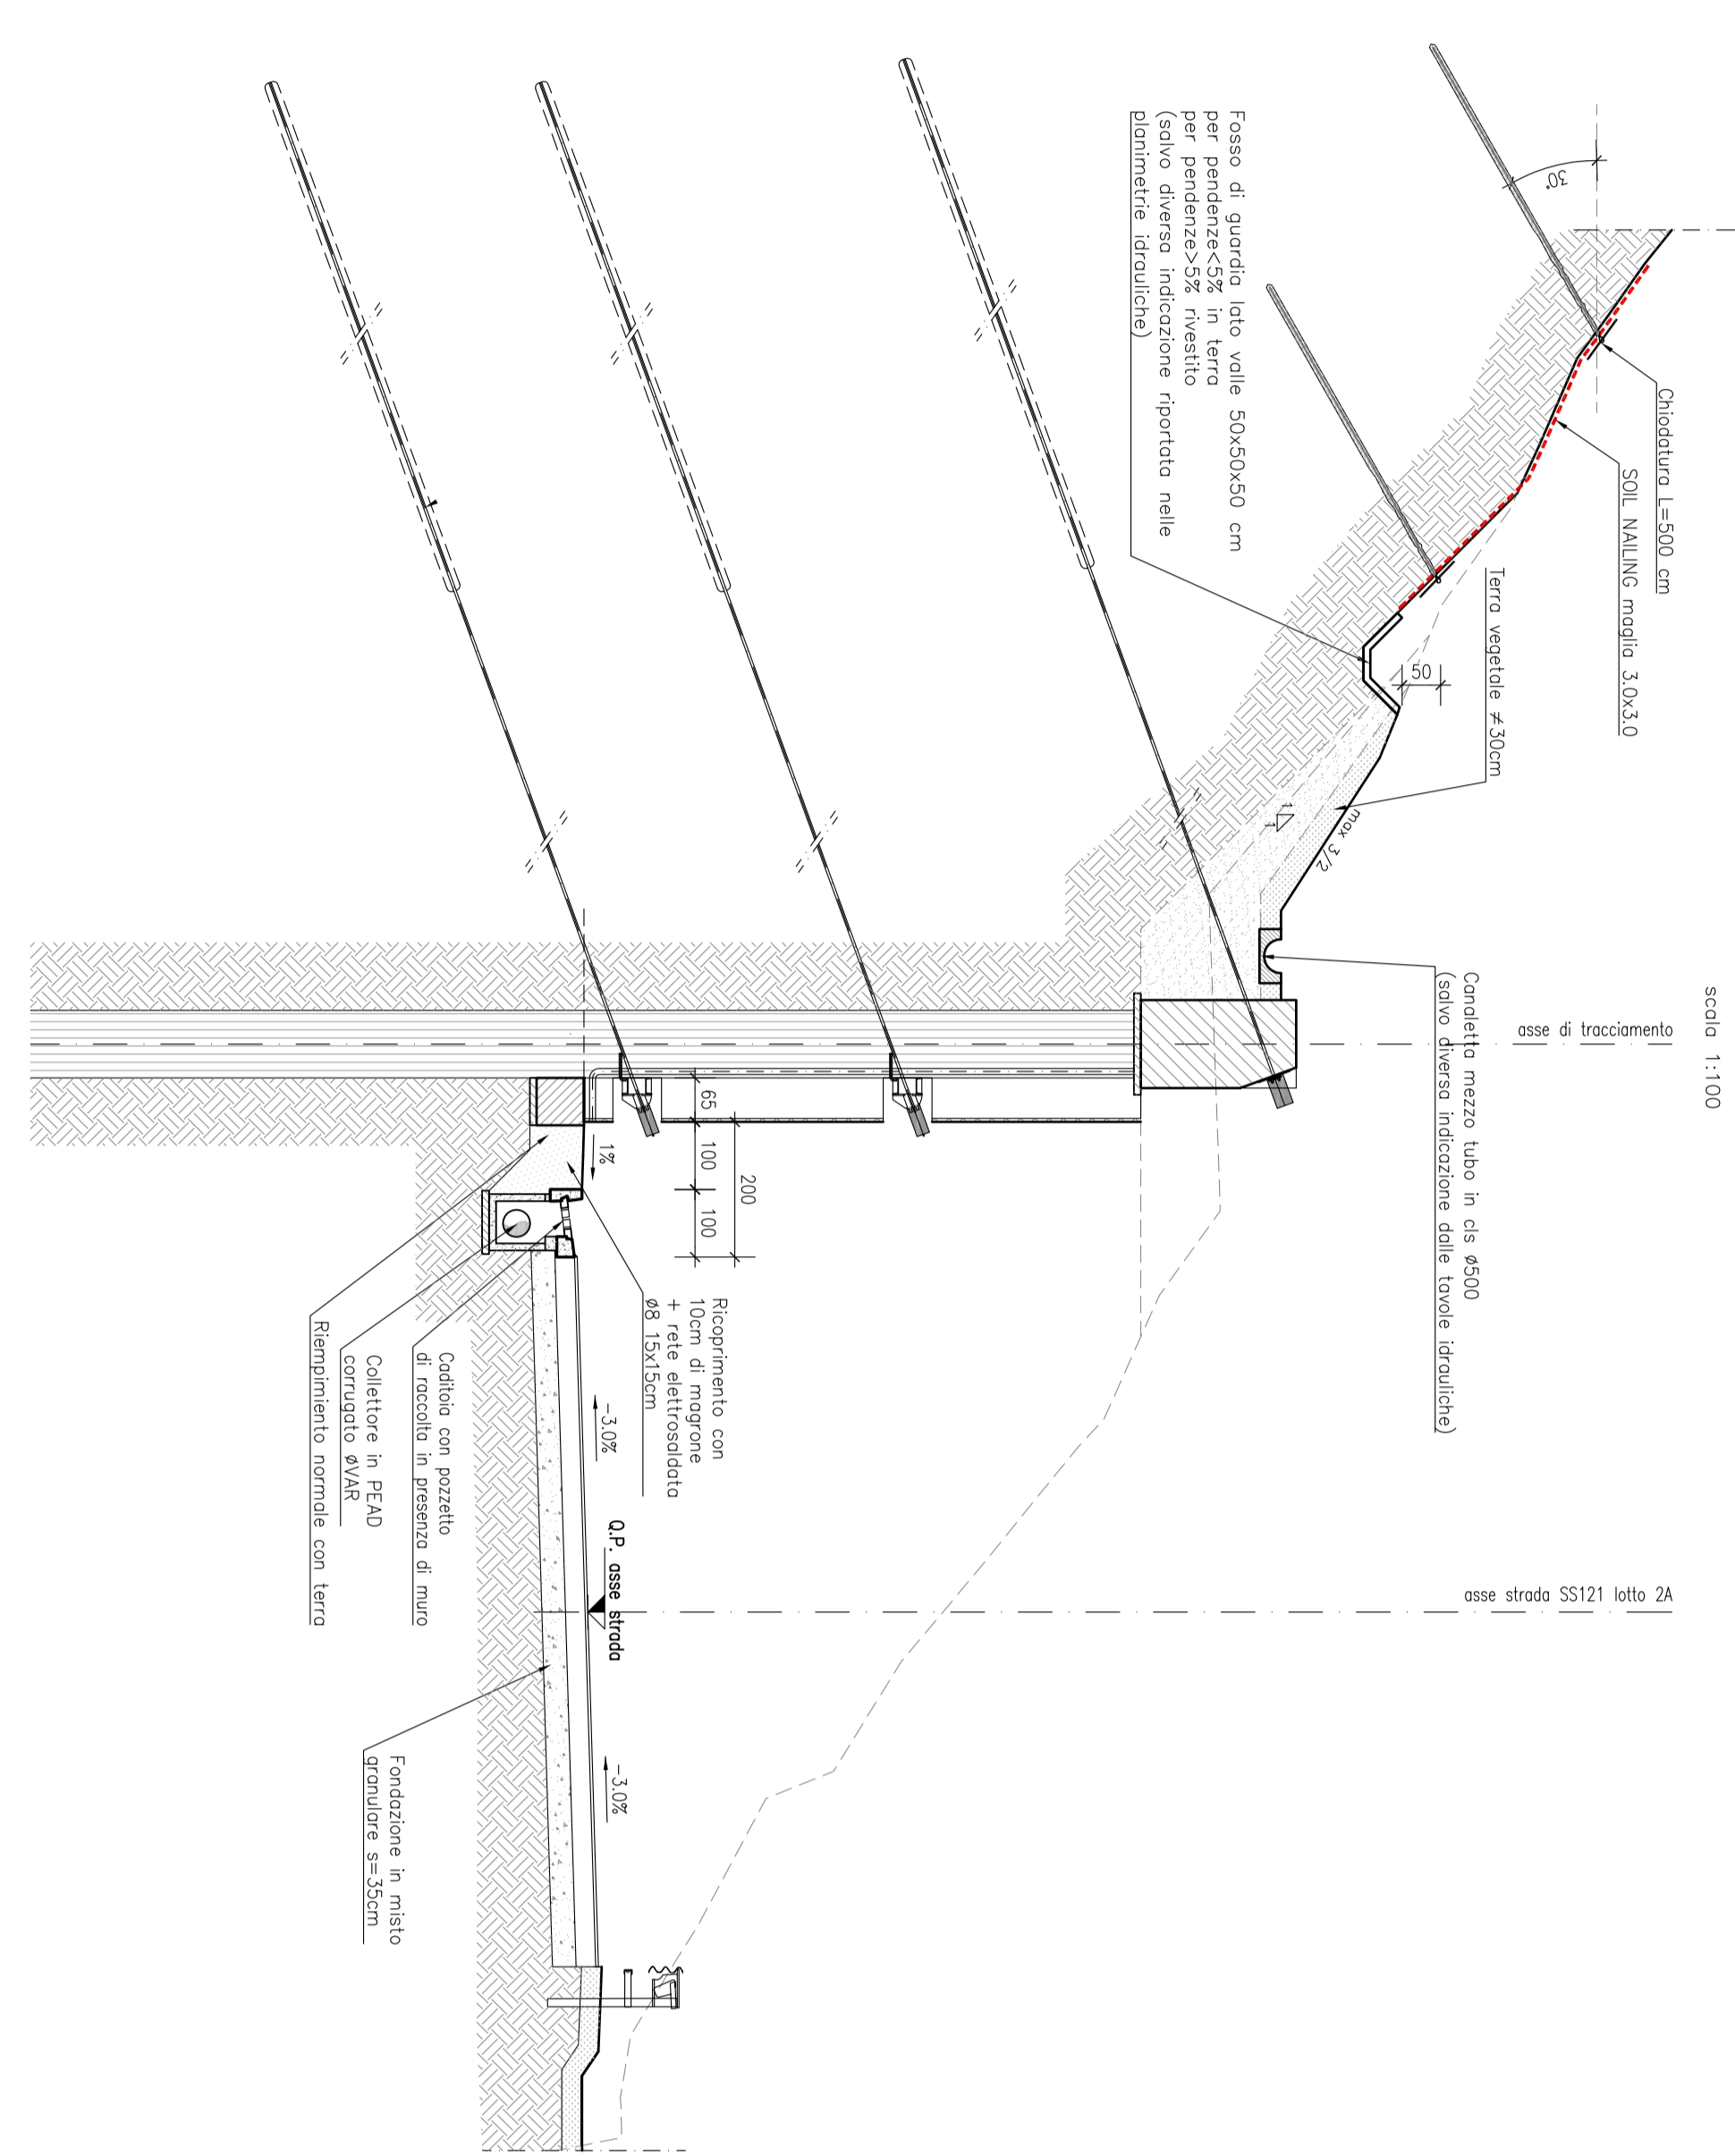 scala 1:100
asse di tracciamento
asse strada SS121 lotto 2A
30°
Chiodatura L=500 cm
SOIL NAILING maglia 3.0x3.0
Terra vegetale ≠30cm
50
Fosso di guardia lato valle 50x50x50 cm
per pendenze<5% in terra
per pendenze>5% rivestito
(salvo diversa indicazione riportata nelle
planimetrie idrauliche)
1
1
max 3/2
Canaletta mezzo tubo in cls ø500
(salvo diversa indicazione dalle tavole idrauliche)
200
65
100
100
1%
Ricoprimento con
10cm di magrone
+ rete elettrosaldata
ø8 15x15cm
-3.0%
Q.P. asse strada
-3.0%
Caditoia con pozzetto
di raccolta in presenza di muro
Collettore in PEAD
corrugato øVAR
Riempimento normale con terra
Fondazione in misto
granulare s=35cm